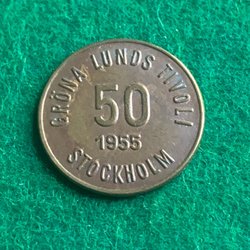 GRÖNA LUNDS TIVOLI
50
1955
STOCKHOLM